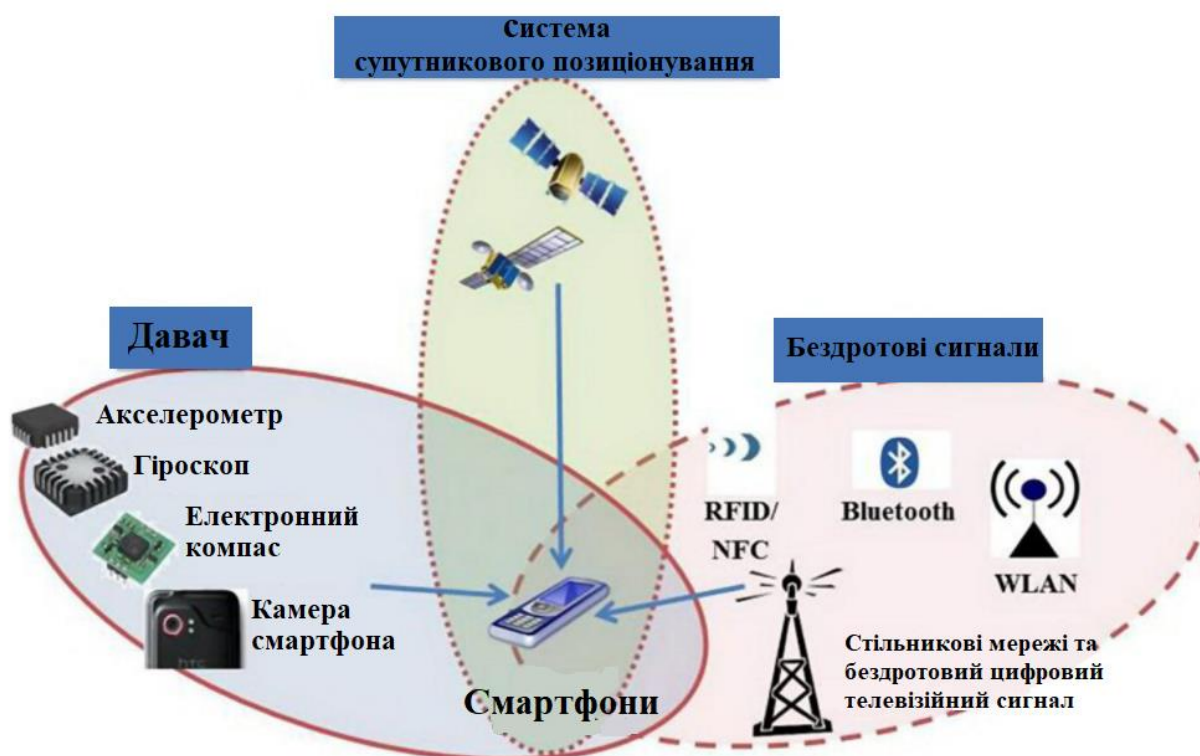 Система
супутникового позиціонування
Давач
Бездротові сигнали
Акселерометр
Гіроскоп
Електронний
компас
Камера
смартфона
RFID/
NFC
Bluetooth
WLAN
Стільникові мережі та
бездротовий цифровий
телевізійний сигнал
Смартфони
htc